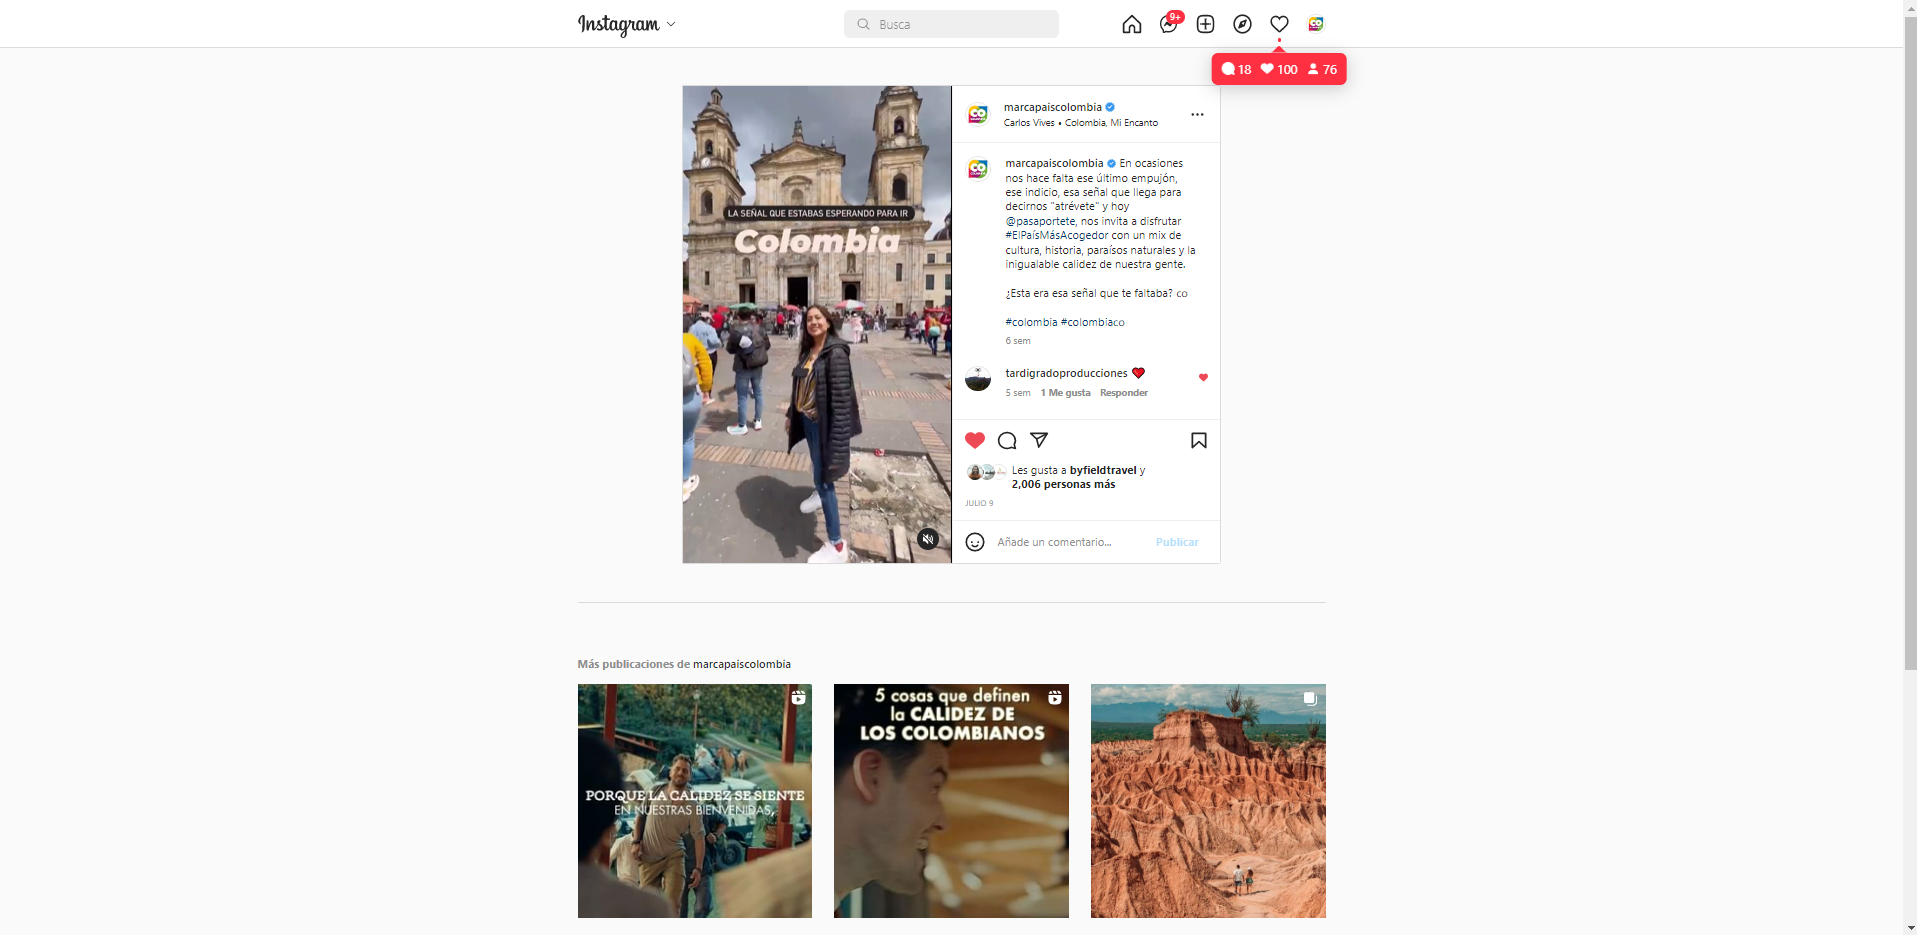 Instagram
Busca
9+
18 100 76
LA SEÑAL QUE ESTABAS ESPERANDO PARA IR
Colombia
marcapaiscolombia
Carlos Vives • Colombia, Mi Encanto
marcapaiscolombia En ocasiones
nos hace falta ese último empujón,
ese indicio, esa señal que llega para
decirnos "atrévete" y hoy
@pasaportete, nos invita a disfrutar
#ElPaísMásAcogedor con un mix de
cultura, historia, paraísos naturales y la
inigualable calidez de nuestra gente.
¿Esta era esa señal que te faltaba? co
#colombia #colombiaco
6 sem
tardigradoproducciones
5 sem 1 Me gusta Responder
Les gusta a byfieldtravel y
2,006 personas más
JULIO 9
Añade un comentario... Publicar
Más publicaciones de marcapaiscolombia
PORQUE LA CALIDEZ SE SIENTE
EN NUESTRAS BIENVENIDAS,
5 cosas que definen
la CALIDEZ DE
LOS COLOMBIANOS